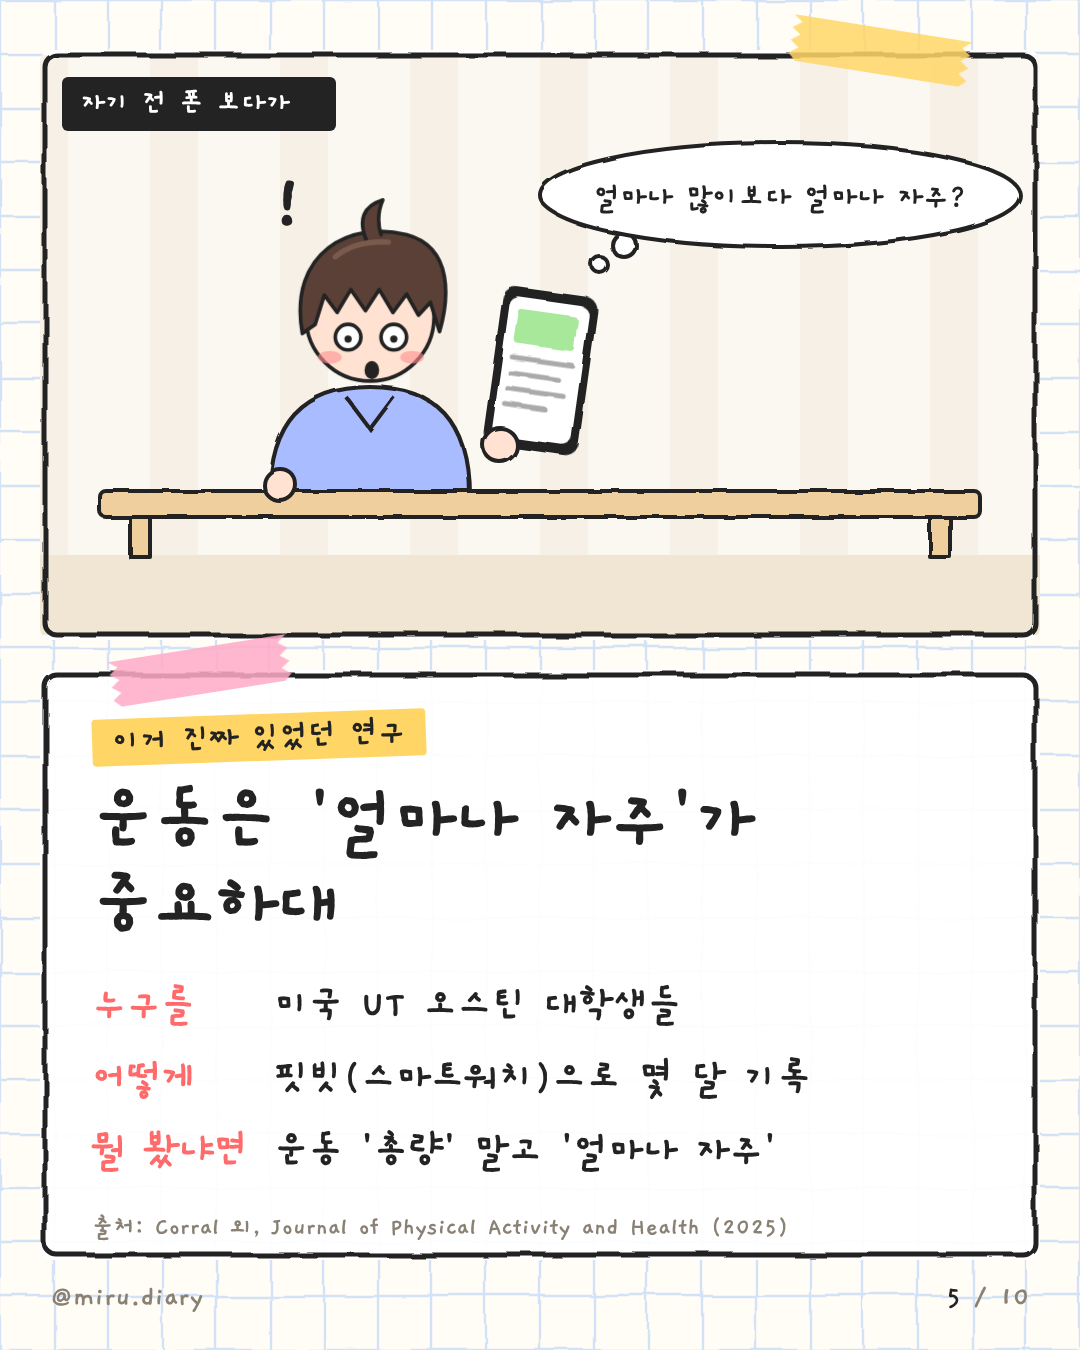 자기 전 폰 보다가
!
얼마나 많이보다 얼마나 자주?
이거 진짜 있었던 연구
운동은 '얼마나 자주'가
중요하대
누구를 미국 UT 오스틴 대학생들
어떻게 핏빗(스마트워치)으로 몇 달 기록
뭘 봤냐면 운동 '총량' 말고 '얼마나 자주'
출처: Corral 외, Journal of Physical Activity and Health (2025)
@miru.diary 5 / 10